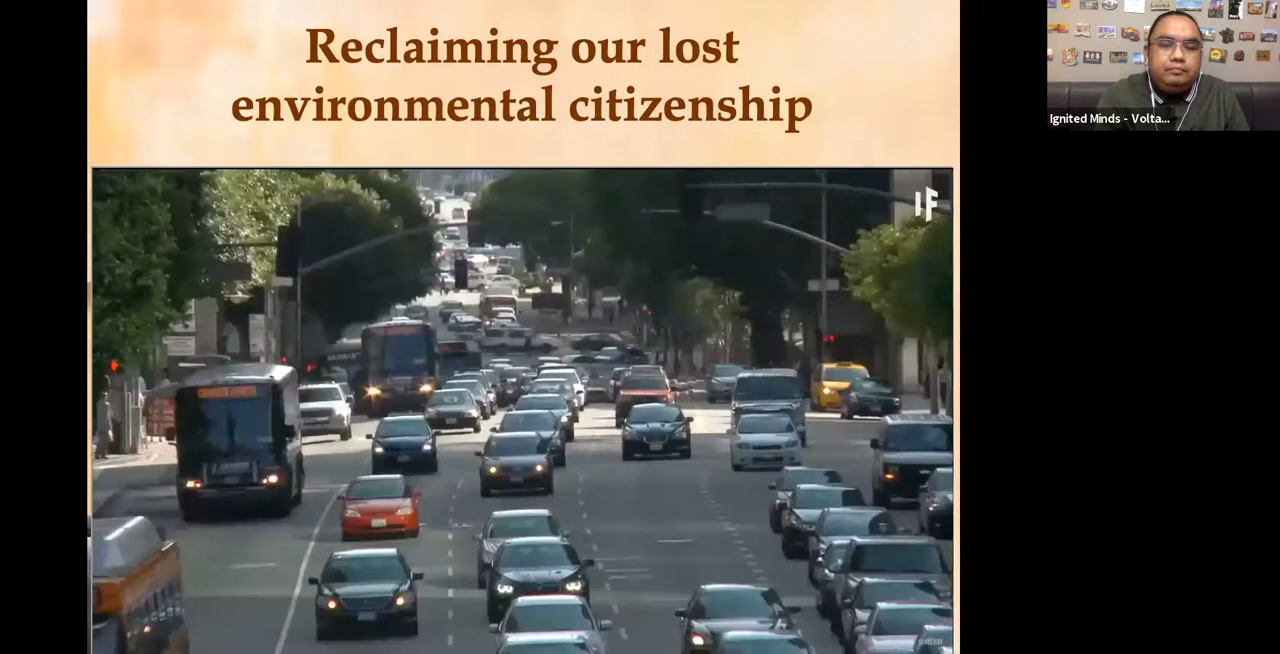 Reclaiming our lost
environmental citizenship
Ignited Minds - Volta...